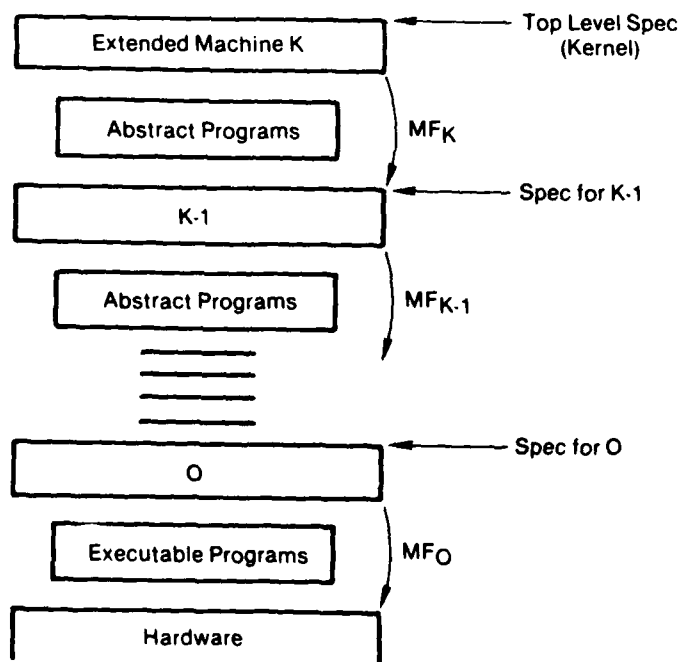 Top Level Spec
(Kernel)
Extended Machine K
Abstract Programs
MFK
Spec for K-1
K-1
Abstract Programs
MFK-1
Spec for O
O
Executable Programs
MFO
Hardware